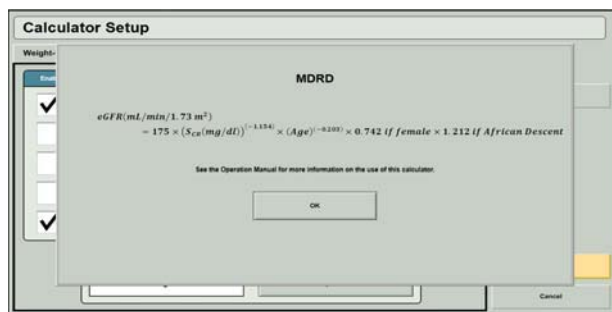 Calculator Setup
Weight-
Enab
MDRD
eGFR(mL/min/1.73 m²)
= 175 × (S_CR(mg/dl))^(−1.154) × (Age)^(−0.203) × 0.742 if female × 1.212 if African Descent
See the Operation Manual for more information on the use of this calculator.
OK
Cancel